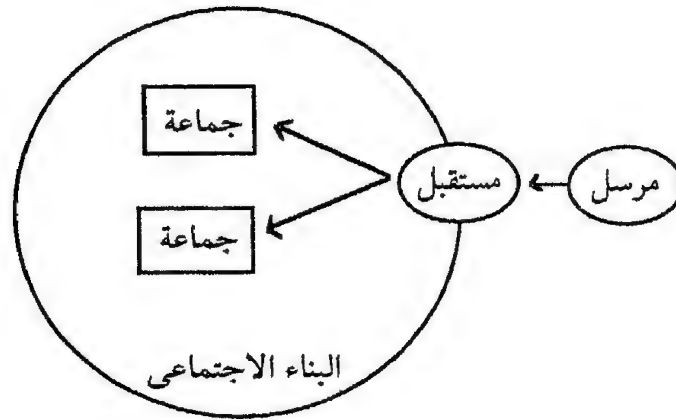 جماعة
مرسل
مستقبل
جماعة
البناء الاجتماعى